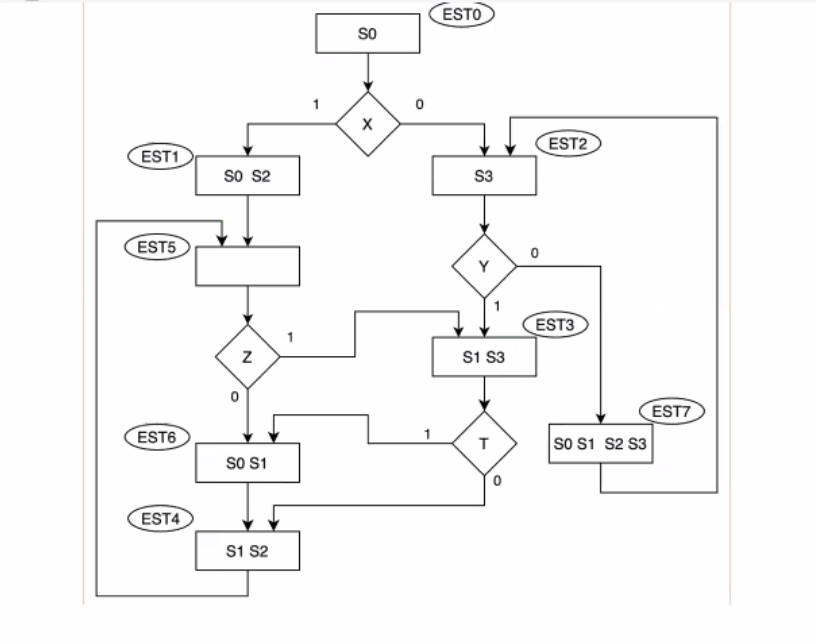 EST0
S0
1
0
X
EST1
EST2
S0 S2
S3
EST5
Y
0
1
EST3
Z
1
S1 S3
0
EST7
EST6
1
T
S0 S1 S2 S3
S0 S1
0
EST4
S1 S2